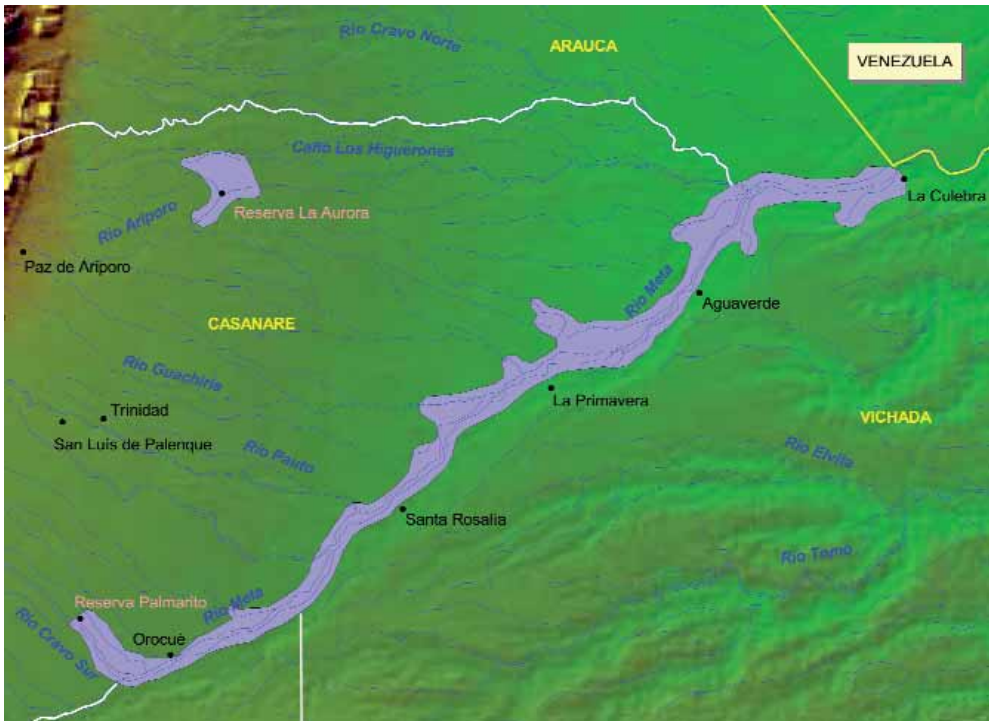 Río Cravo Norte
ARAUCA
VENEZUELA
Caño Los Higuerones
La Culebra
Reserva La Aurora
Río Ariporo
Paz de Ariporo
Río Meta
Aguaverde
CASANARE
Río Guachiria
La Primavera
Trinidad
San Luis de Palenque
VICHADA
Río Pauto
Río Elvita
Santa Rosalia
Río Tomo
Reserva Palmarito
Río Meta
Río Cravo Sur
Orocué